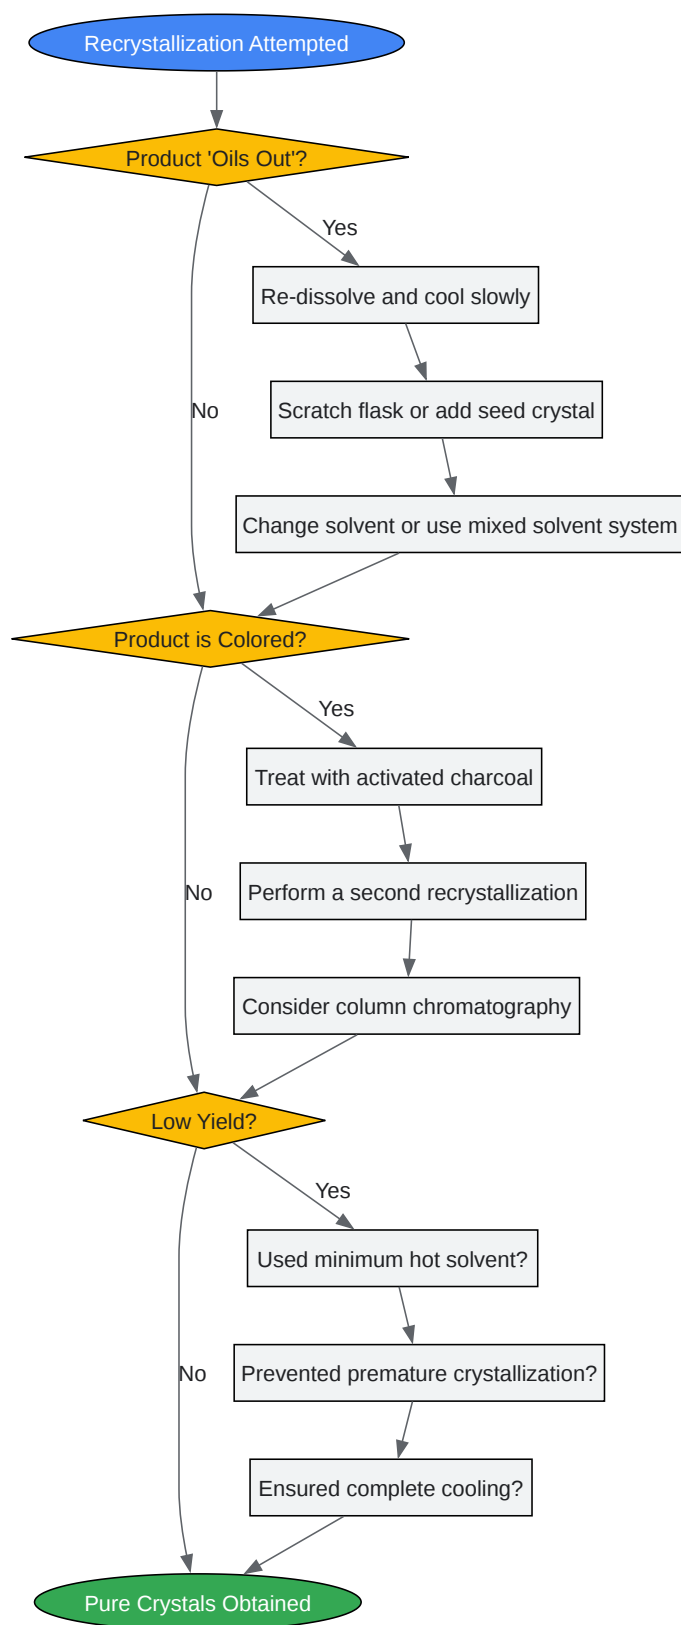 Recrystallization Attempted
Product 'Oils Out'?
Yes
Re-dissolve and cool slowly
No
Scratch flask or add seed crystal
Change solvent or use mixed solvent system
Product is Colored?
Yes
Treat with activated charcoal
No
Perform a second recrystallization
Consider column chromatography
Low Yield?
Yes
Used minimum hot solvent?
No
Prevented premature crystallization?
Ensured complete cooling?
Pure Crystals Obtained